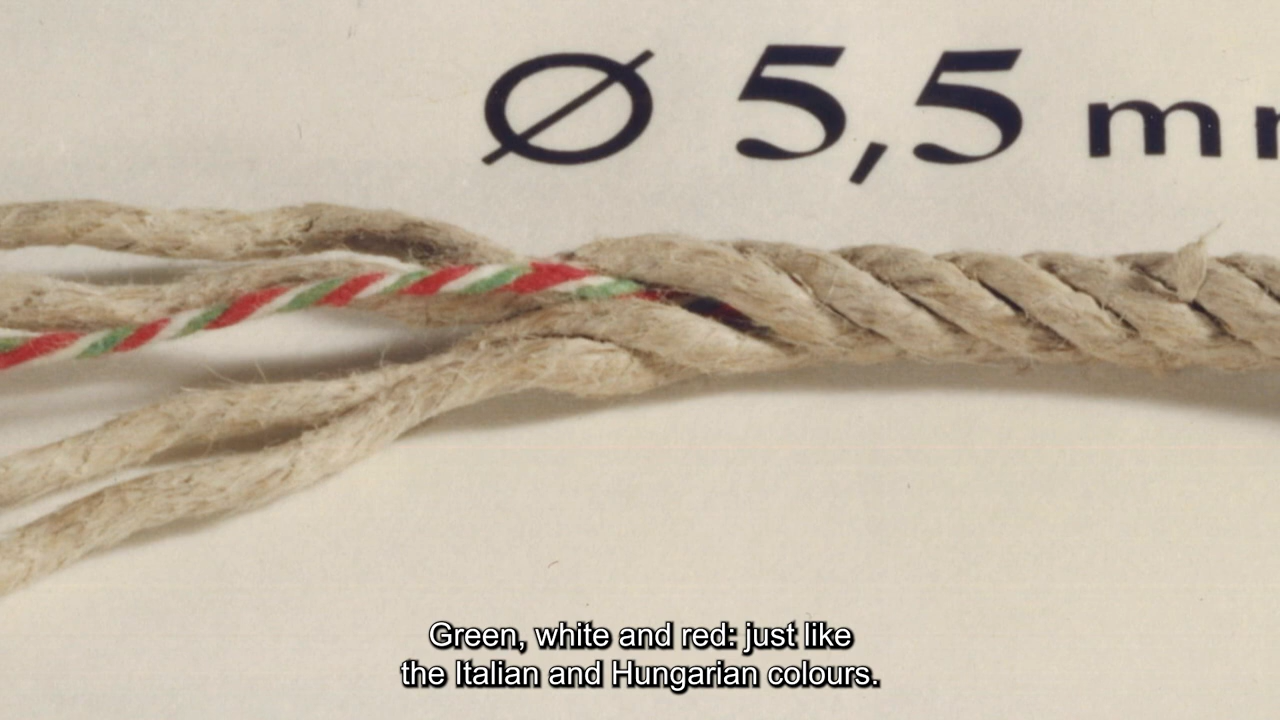 Ø 5,5 m
Green, white and red: just like
the Italian and Hungarian colours.